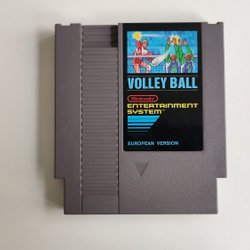 VOLLEY BALL
Nintendo
ENTERTAINMENT
SYSTEM
EUROPEAN VERSION